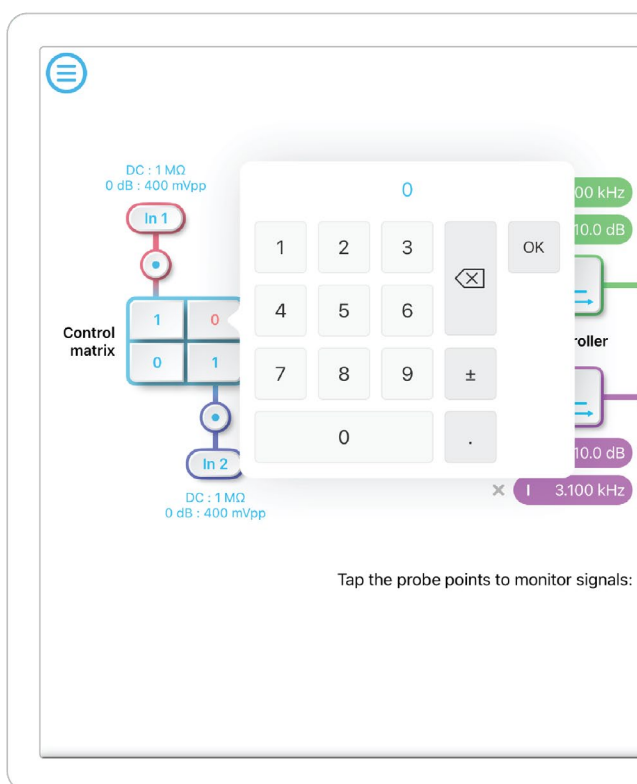 DC : 1 MΩ
0 dB : 400 mVpp
In 1
Control
matrix
1 0
0 1
In 2
DC : 1 MΩ
0 dB : 400 mVpp
0
1 2 3 OK
4 5 6
7 8 9 ±
0 .
00 kHz
10.0 dB
roller
10.0 dB
× I 3.100 kHz
Tap the probe points to monitor signals: